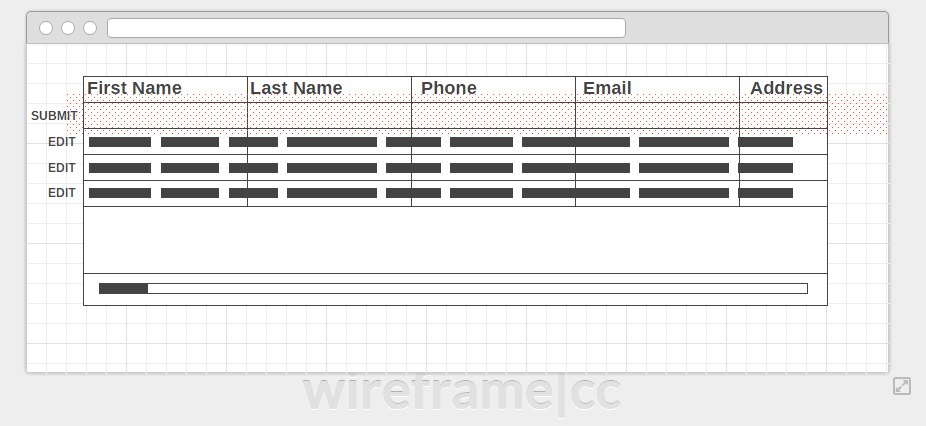 First Name Last Name Phone Email Address
SUBMIT
EDIT
EDIT
EDIT
wireframe|cc